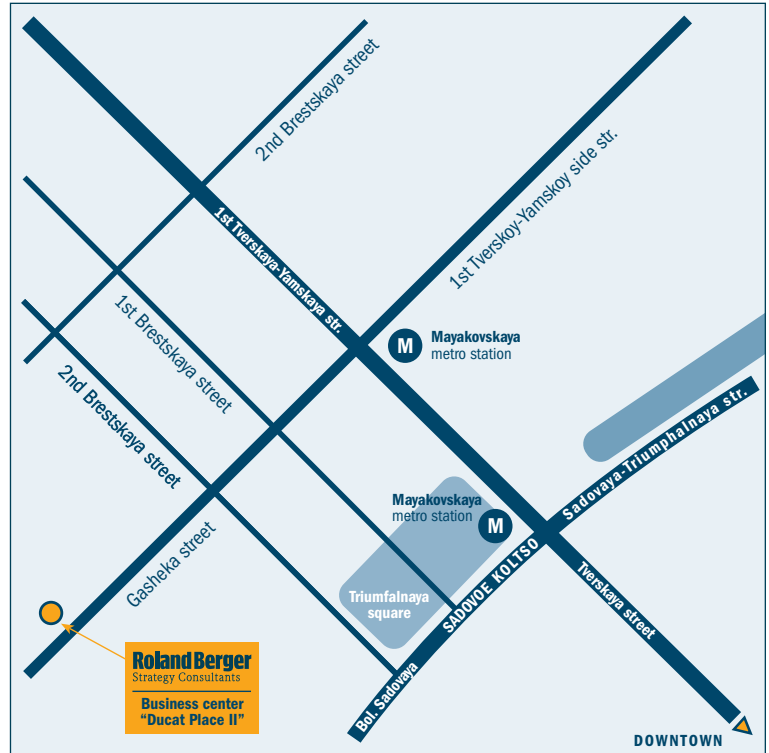 2nd Brestskaya street
1st Tverskaya-Yamskaya str.
1st Tverskoy-Yamskoy side str.
1st Brestskaya street
2nd Brestskaya street
M
Mayakovskaya
metro station
Sadovaya-Triumphalnaya str.
Mayakovskaya
metro station
M
Gasheka street
Triumfalnaya
square
SADOVOE KOLTSO
Tverskaya street
Bol. Sadovaya
Roland Berger
Strategy Consultants
Business center
“Ducat Place II”
DOWNTOWN